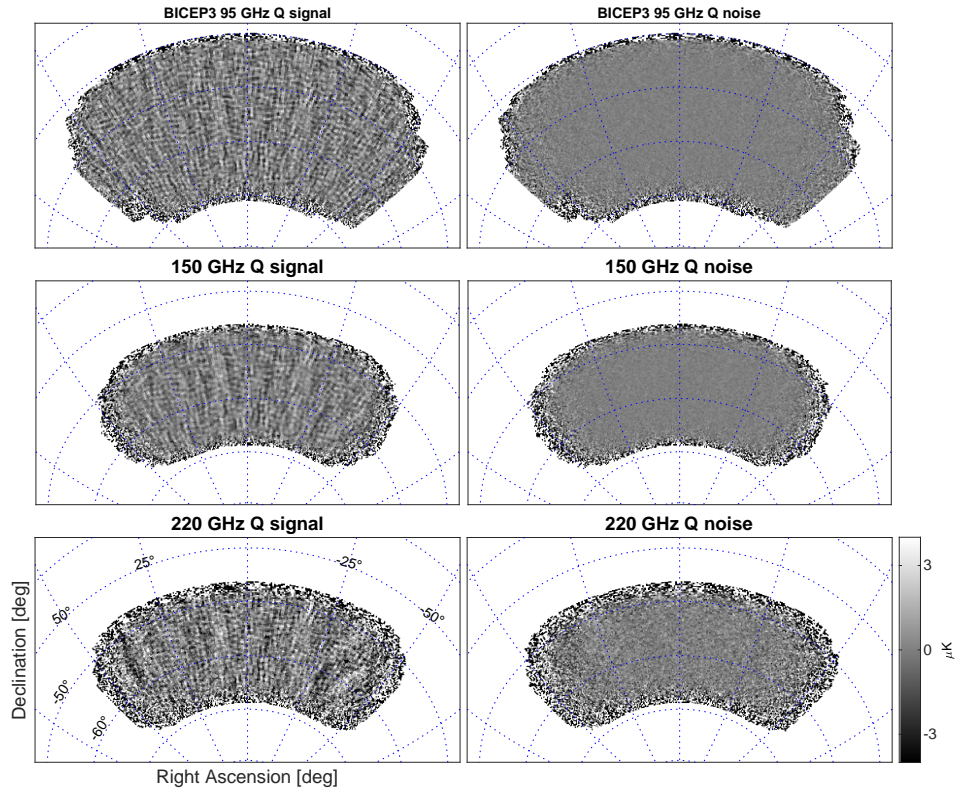 BICEP3 95 GHz Q signal
BICEP3 95 GHz Q noise
150 GHz Q signal
150 GHz Q noise
220 GHz Q signal
220 GHz Q noise
25°
-25°
50°
-50°
-50°
-60°
Declination [deg]
Right Ascension [deg]
3
0
-3
μK